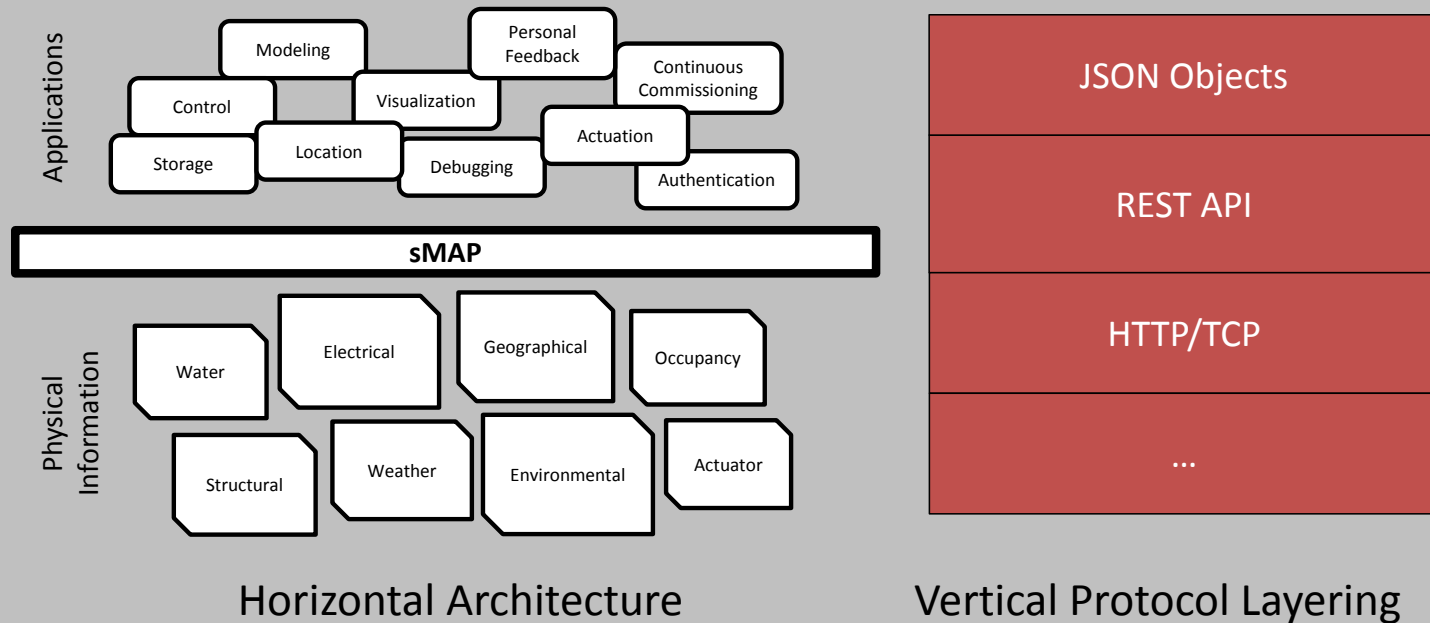 Applications
Modeling
Personal
Feedback
Continuous
Commissioning
Control
Visualization
Storage
Location
Debugging
Actuation
Authentication
sMAP
Physical
Information
Water
Electrical
Geographical
Occupancy
Structural
Weather
Environmental
Actuator
Horizontal Architecture
JSON Objects
REST API
HTTP/TCP
...
Vertical Protocol Layering